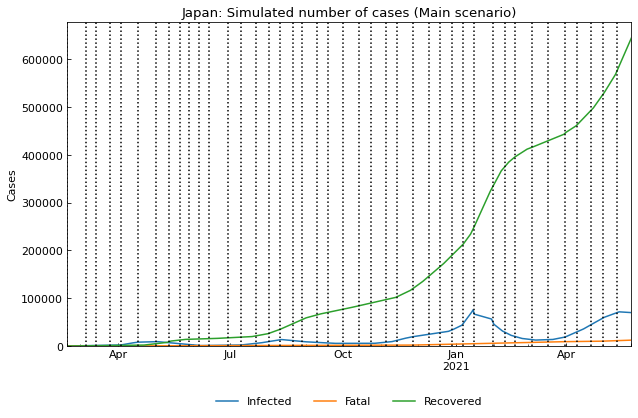 Japan: Simulated number of cases (Main scenario)
600000
500000
400000
300000
200000
100000
0
Cases
Apr
Jul
Oct
Jan
2021
Apr
Infected
Fatal
Recovered